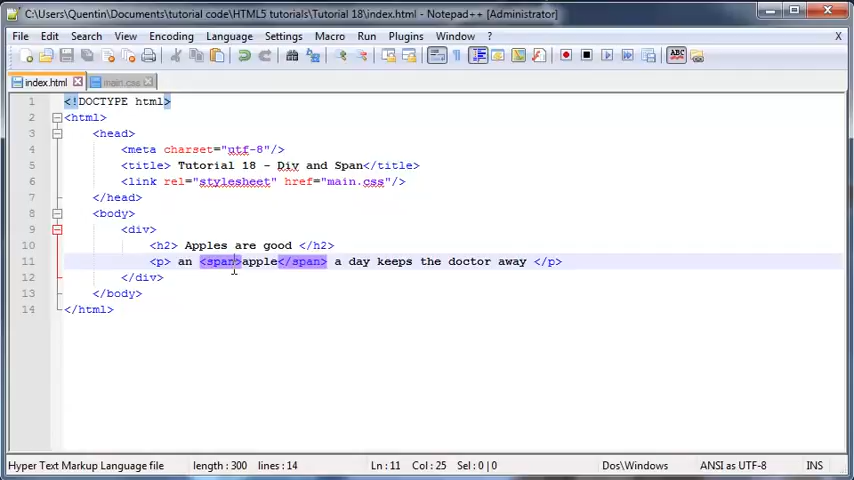 C:\Users\Quentin\Documents\tutorial code\HTML5 tutorials\Tutorial 18\index.html - Notepad++ [Administrator]
File Edit Search View Encoding Language Settings Macro Run Plugins Window ? X
ABC
index.html main.css
1 <!DOCTYPE html>
2 <html>
3 <head>
4 <meta charset="utf-8"/>
5 <title> Tutorial 18 - Div and Span</title>
6 <link rel="stylesheet" href="main.css"/>
7 </head>
8 <body>
9 <div>
10 <h2> Apples are good </h2>
11 <p> an <span>apple</span> a day keeps the doctor away </p>
12 </div>
13 </body>
14 </html>
Hyper Text Markup Language file length : 300 lines : 14 Ln : 11 Col : 25 Sel : 0 | 0 Dos\Windows ANSI as UTF-8 INS